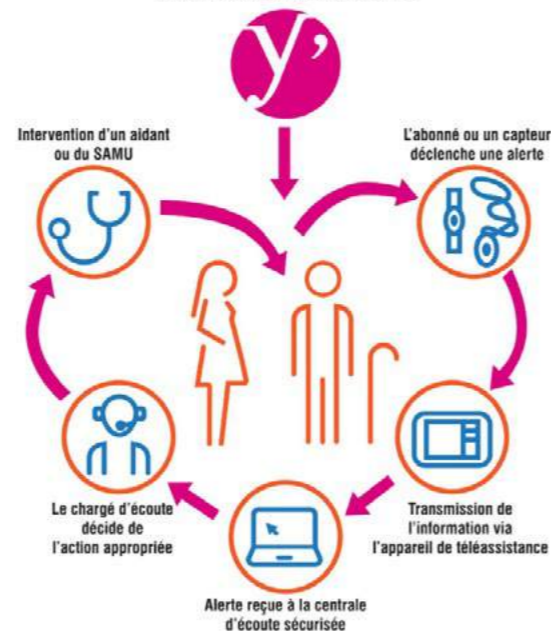 y'
Intervention d'un aidant
ou du SAMU
L'abonné ou un capteur
déclenche une alerte
Le chargé d'écoute
décide de
l'action appropriée
Transmission de
l'information via
l'appareil de téléassistance
Alerte reçue à la centrale
d'écoute sécurisée